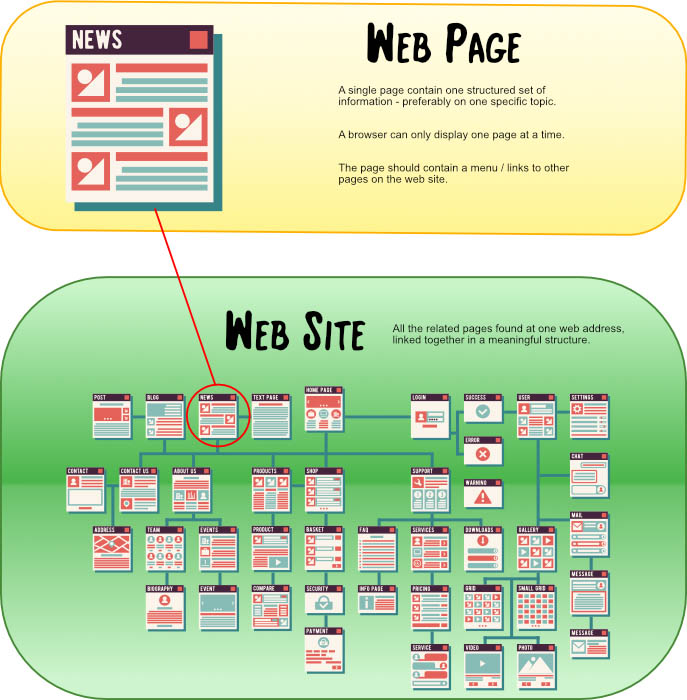 NEWS
WEB PAGE
A single page contain one structured set of
information - preferably on one specific topic.
A browser can only display one page at a time.
The page should contain a menu / links to other
pages on the web site.
WEB SITE
All the related pages found at one web address,
linked together in a meaningful structure.
POST
BLOG
NEWS
TEXT PAGE
HOME PAGE
LOGIN
SUCCESS
USER
SETTINGS
ERROR
CHAT
CONTACT
CONTACT US
ABOUT US
PRODUCTS
SHOP
SUPPORT
WARNING
MAIL
ADDRESS
TEAM
EVENTS
PRODUCT
BASKET
FAQ
SERVICES
DOWNLOADS
GALLERY
MESSAGE
BIOGRAPHY
EVENT
COMPARE
SECURITY
INFO PAGE
PRICING
GRID
SMALL GRID
PAYMENT
MESSAGE
SERVICE
VIDEO
PHOTO